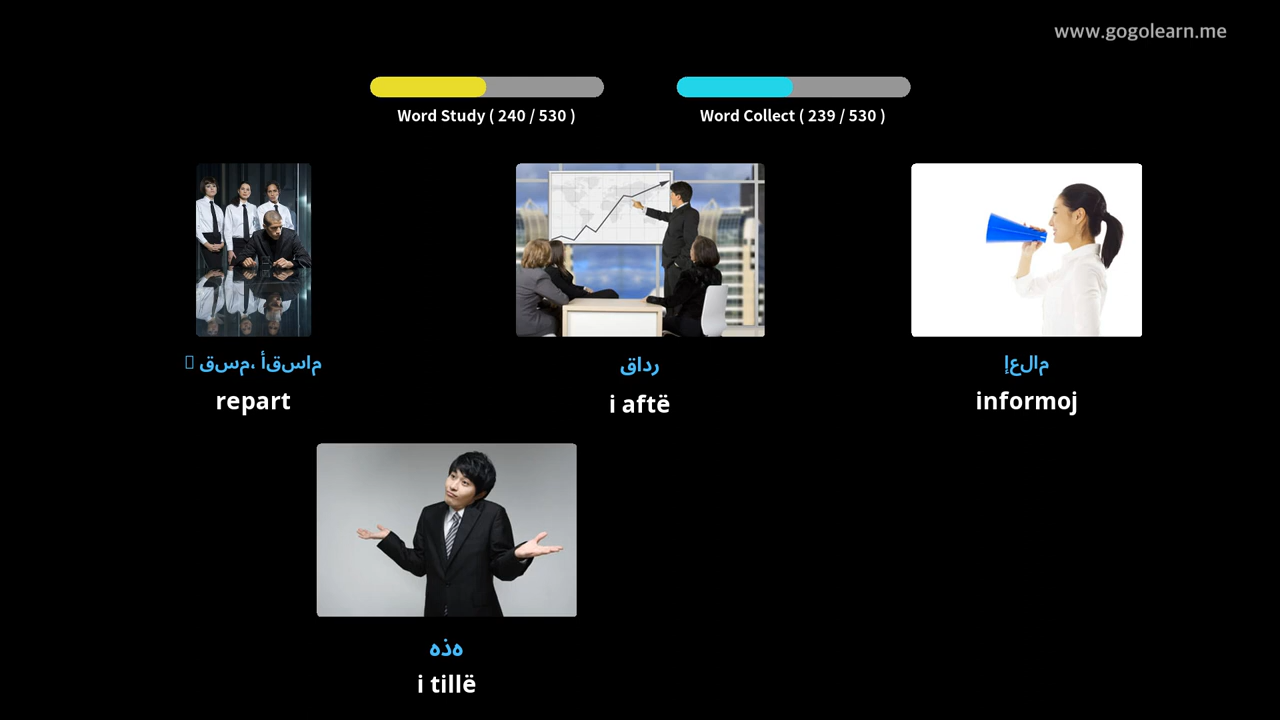 www.gogolearn.me
Word Study ( 240 / 530 )
Word Collect ( 239 / 530 )
ماسقأ ،مسق
repart
رداق
i aftë
مالعإ
informoj
هذه
i tillë